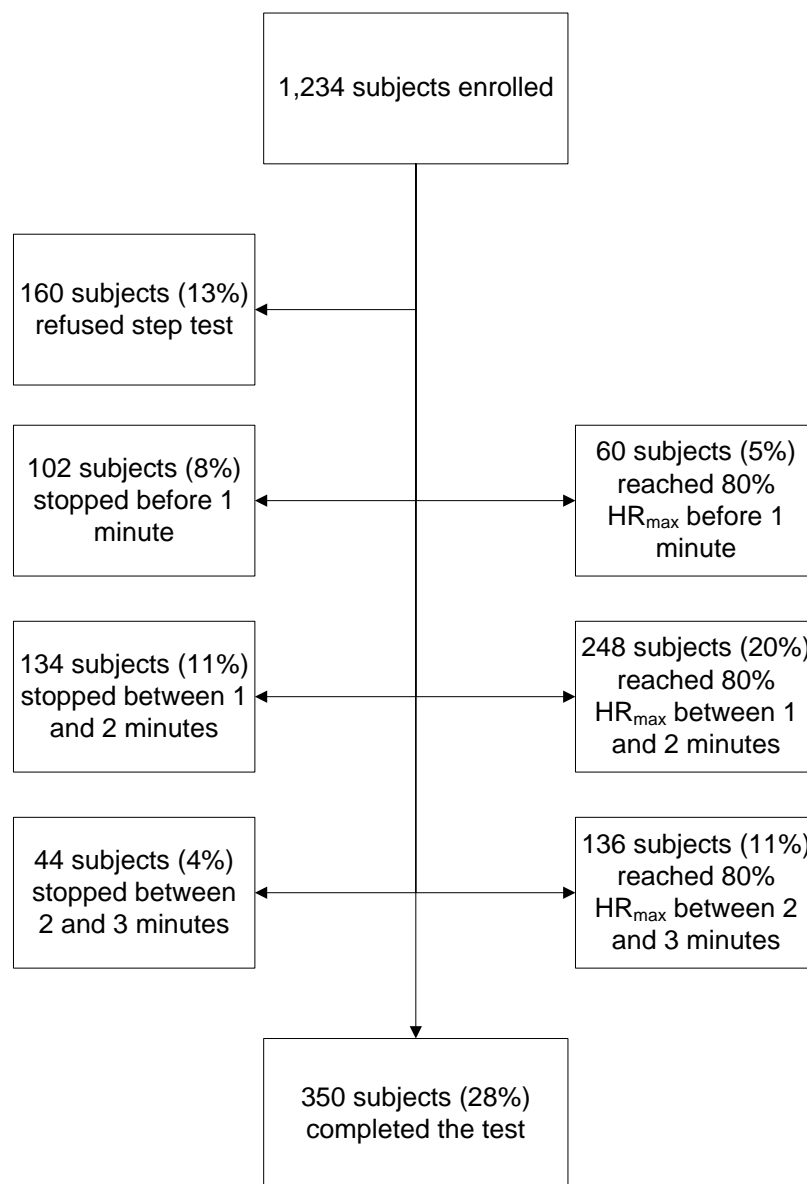 1,234 subjects enrolled
160 subjects (13%)
refused step test
102 subjects (8%)
stopped before 1
minute
60 subjects (5%)
reached 80%
HRmax before 1
minute
134 subjects (11%)
stopped between 1
and 2 minutes
248 subjects (20%)
reached 80%
HRmax between 1
and 2 minutes
44 subjects (4%)
stopped between
2 and 3 minutes
136 subjects (11%)
reached 80%
HRmax between 2
and 3 minutes
350 subjects (28%)
completed the test